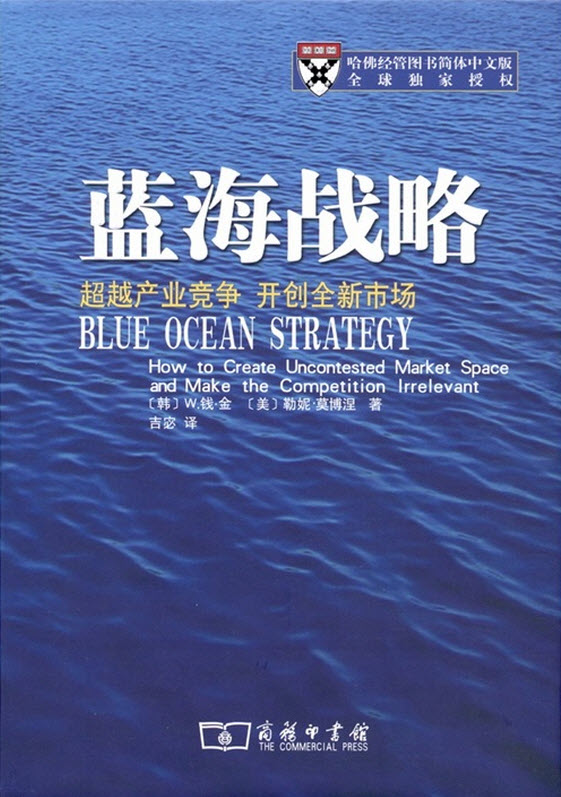 哈佛经管图书简体中文版
全球独家授权
蓝海战略
超越产业竞争 开创全新市场
BLUE OCEAN STRATEGY
How to Create Uncontested Market Space
and Make the Competition Irrelevant
〔韩〕W.钱·金 〔美〕勒妮·莫博涅 著
吉宓 译
商務印書館
THE COMMERCIAL PRESS